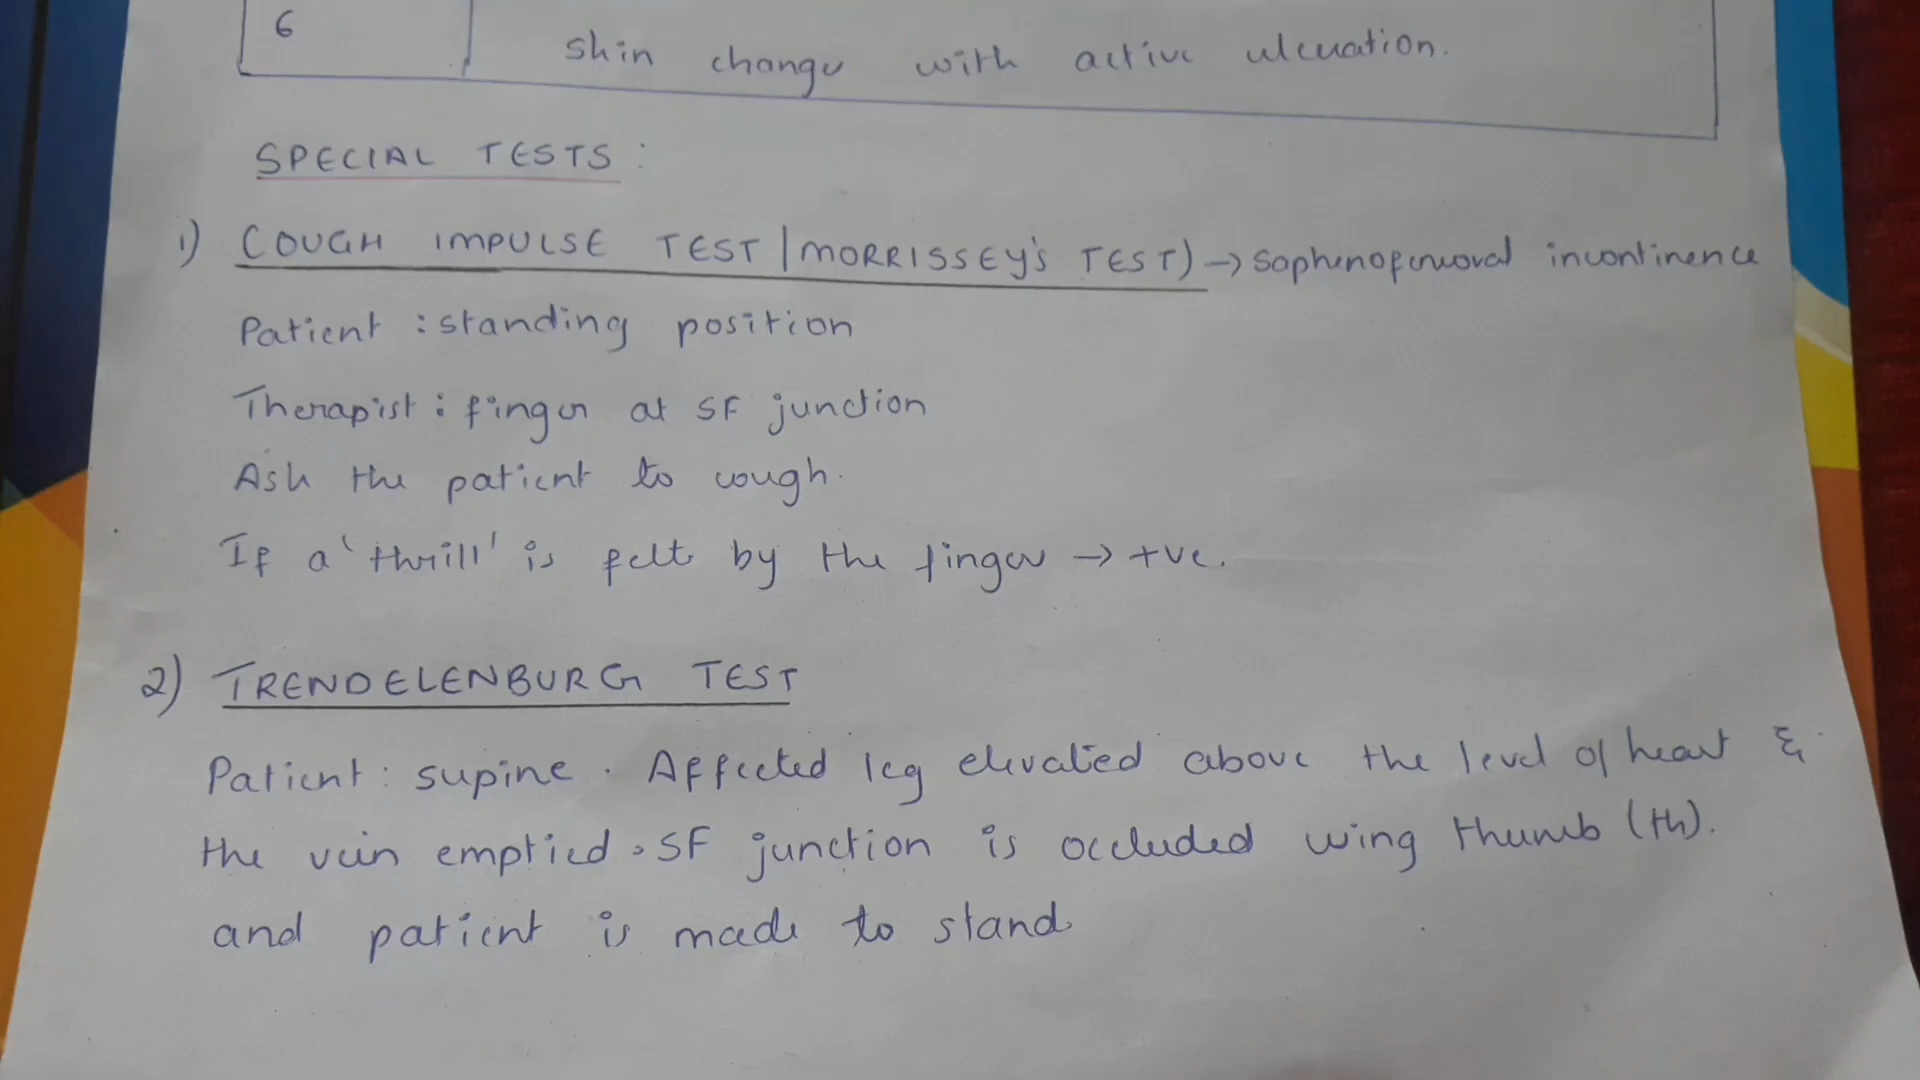 6 skin change with active ulceration.
SPECIAL TESTS :
1) COUGH IMPULSE TEST | MORRISSEY'S TEST) → Saphenofemoral incontinence
Patient : standing position
Therapist : finger at SF junction
Ask the patient to cough.
If a 'thrill' is felt by the finger → +ve.
2) TRENDELENBURG TEST
Patient : supine . Affected leg elevated above the level of heart &
the vein emptied . SF junction is occluded using thumb (th).
and patient is made to stand